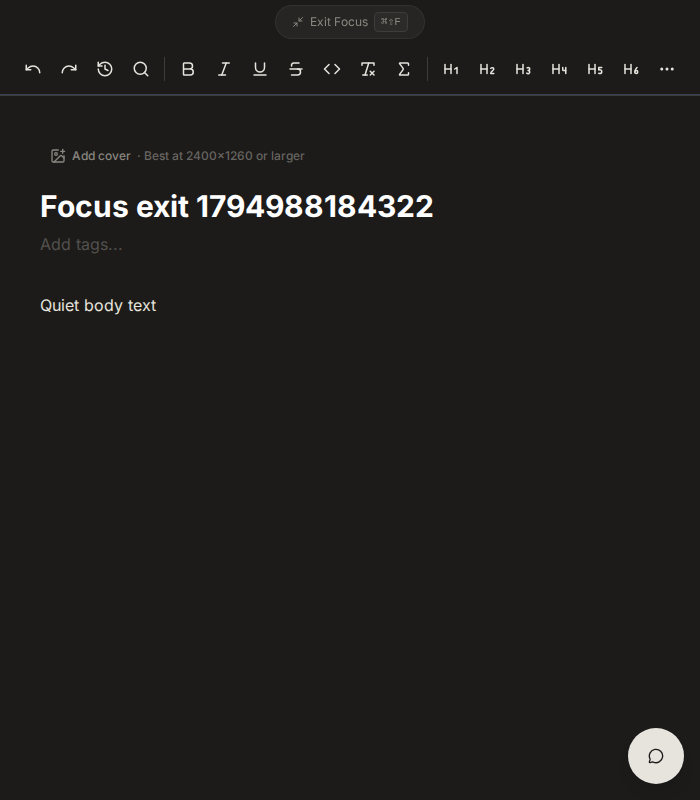 Exit Focus ⌘⇧F
B I U S H1 H2 H3 H4 H5 H6
Add cover · Best at 2400×1260 or larger
Focus exit 1794988184322
Add tags...
Quiet body text